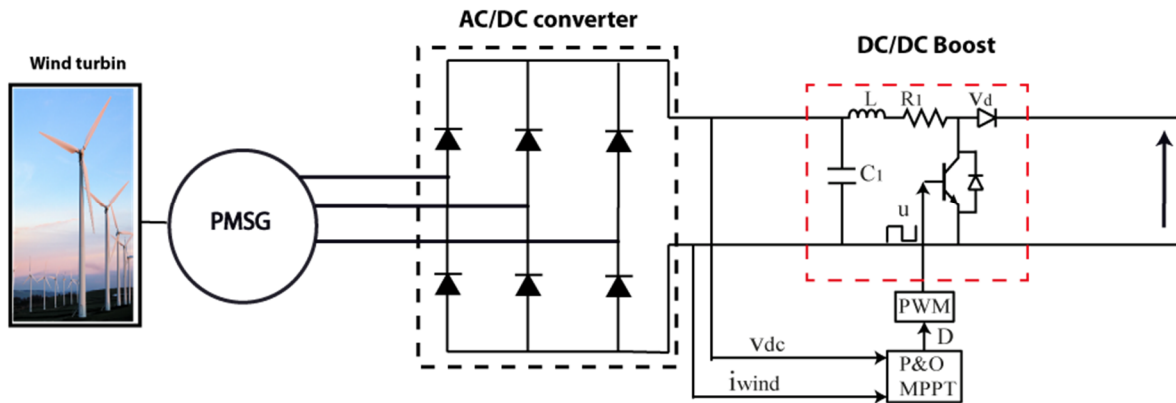 AC/DC converter
DC/DC Boost
Wind turbin
L
R1
Vd
C1
PMSG
u
PWM
D
Vdc
P&O
MPPT
iwind